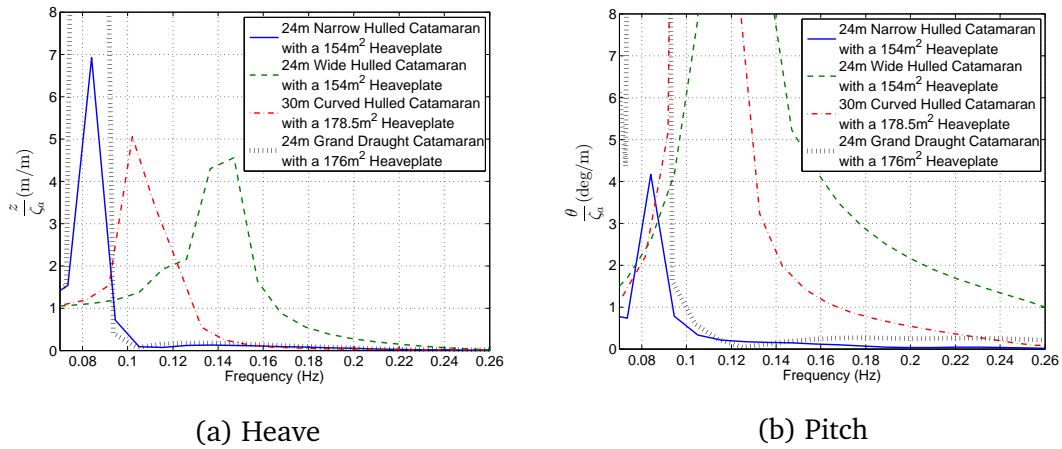 8
7
6
5
4
3
2
1
0
z/ζa (m/m)
0.08 0.1 0.12 0.14 0.16 0.18 0.2 0.22 0.24 0.26
Frequency (Hz)
24m Narrow Hulled Catamaran
with a 154m² Heaveplate
24m Wide Hulled Catamaran
with a 154m² Heaveplate
30m Curved Hulled Catamaran
with a 178.5m² Heaveplate
24m Grand Draught Catamaran
with a 176m² Heaveplate
(a) Heave
8
7
6
5
4
3
2
1
0
θ/ζa (deg/m)
0.08 0.1 0.12 0.14 0.16 0.18 0.2 0.22 0.24 0.26
Frequency (Hz)
24m Narrow Hulled Catamaran
with a 154m² Heaveplate
24m Wide Hulled Catamaran
with a 154m² Heaveplate
30m Curved Hulled Catamaran
with a 178.5m² Heaveplate
24m Grand Draught Catamaran
with a 176m² Heaveplate
(b) Pitch